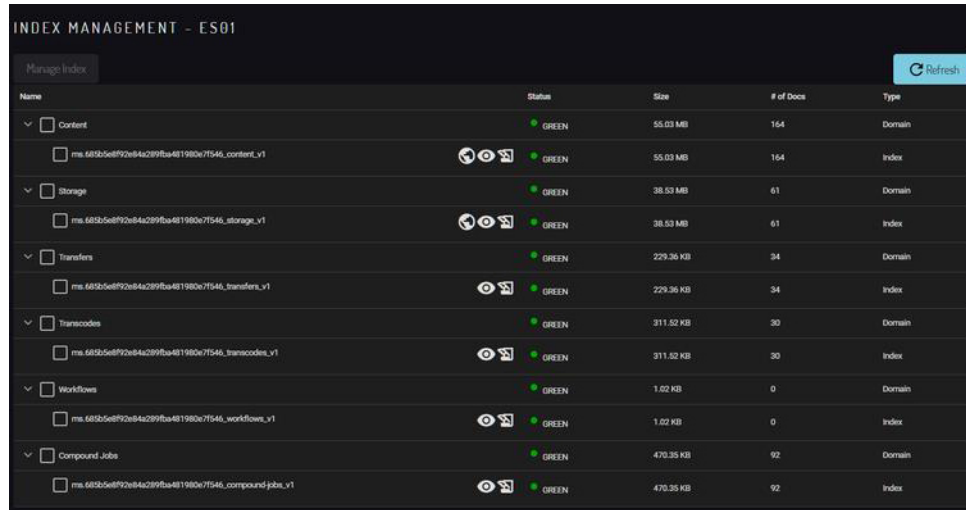 INDEX MANAGEMENT - ES01
Manage Index
Refresh
Name Status Size # of Docs Type
Content GREEN 55.03 MB 164 Domain
ms.685b5e8f92e84a289fba481980e7f546_content_v1 GREEN 55.03 MB 164 Index
Storage GREEN 38.53 MB 61 Domain
ms.685b5e8f92e84a289fba481980e7f546_storage_v1 GREEN 38.53 MB 61 Index
Transfers GREEN 229.36 KB 34 Domain
ms.685b5e8f92e84a289fba481980e7f546_transfers_v1 GREEN 229.36 KB 34 Index
Transcodes GREEN 311.52 KB 30 Domain
ms.685b5e8f92e84a289fba481980e7f546_transcodes_v1 GREEN 311.52 KB 30 Index
Workflows GREEN 1.02 KB 0 Domain
ms.685b5e8f92e84a289fba481980e7f546_workflows_v1 GREEN 1.02 KB 0 Index
Compound Jobs GREEN 470.35 KB 92 Domain
ms.685b5e8f92e84a289fba481980e7f546_compound-jobs_v1 GREEN 470.35 KB 92 Index